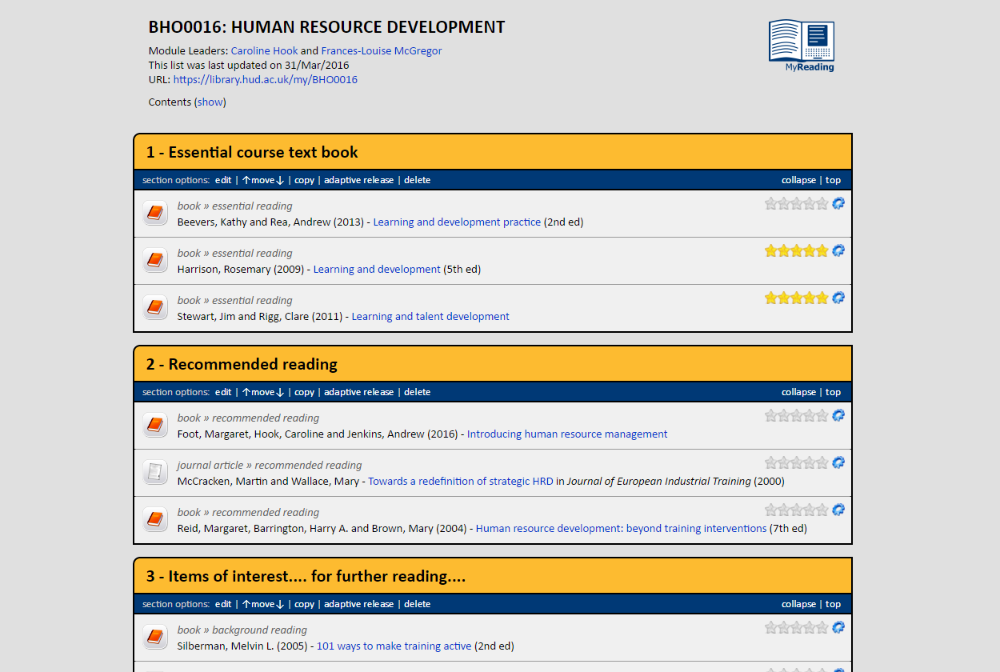 BHO0016: HUMAN RESOURCE DEVELOPMENT
Module Leaders: Caroline Hook and Frances-Louise McGregor
This list was last updated on 31/Mar/2016
URL: https://library.hud.ac.uk/my/BHO0016
Contents (show)
MyReading
1 - Essential course text book
section options: edit | ↑move↓ | copy | adaptive release | delete collapse | top
book » essential reading
Beevers, Kathy and Rea, Andrew (2013) - Learning and development practice (2nd ed)
book » essential reading
Harrison, Rosemary (2009) - Learning and development (5th ed)
book » essential reading
Stewart, Jim and Rigg, Clare (2011) - Learning and talent development
2 - Recommended reading
section options: edit | ↑move↓ | copy | adaptive release | delete collapse | top
book » recommended reading
Foot, Margaret, Hook, Caroline and Jenkins, Andrew (2016) - Introducing human resource management
journal article » recommended reading
McCracken, Martin and Wallace, Mary - Towards a redefinition of strategic HRD in Journal of European Industrial Training (2000)
book » recommended reading
Reid, Margaret, Barrington, Harry A. and Brown, Mary (2004) - Human resource development: beyond training interventions (7th ed)
3 - Items of interest.... for further reading....
section options: edit | ↑move↓ | copy | adaptive release | delete collapse | top
book » background reading
Silberman, Melvin L. (2005) - 101 ways to make training active (2nd ed)